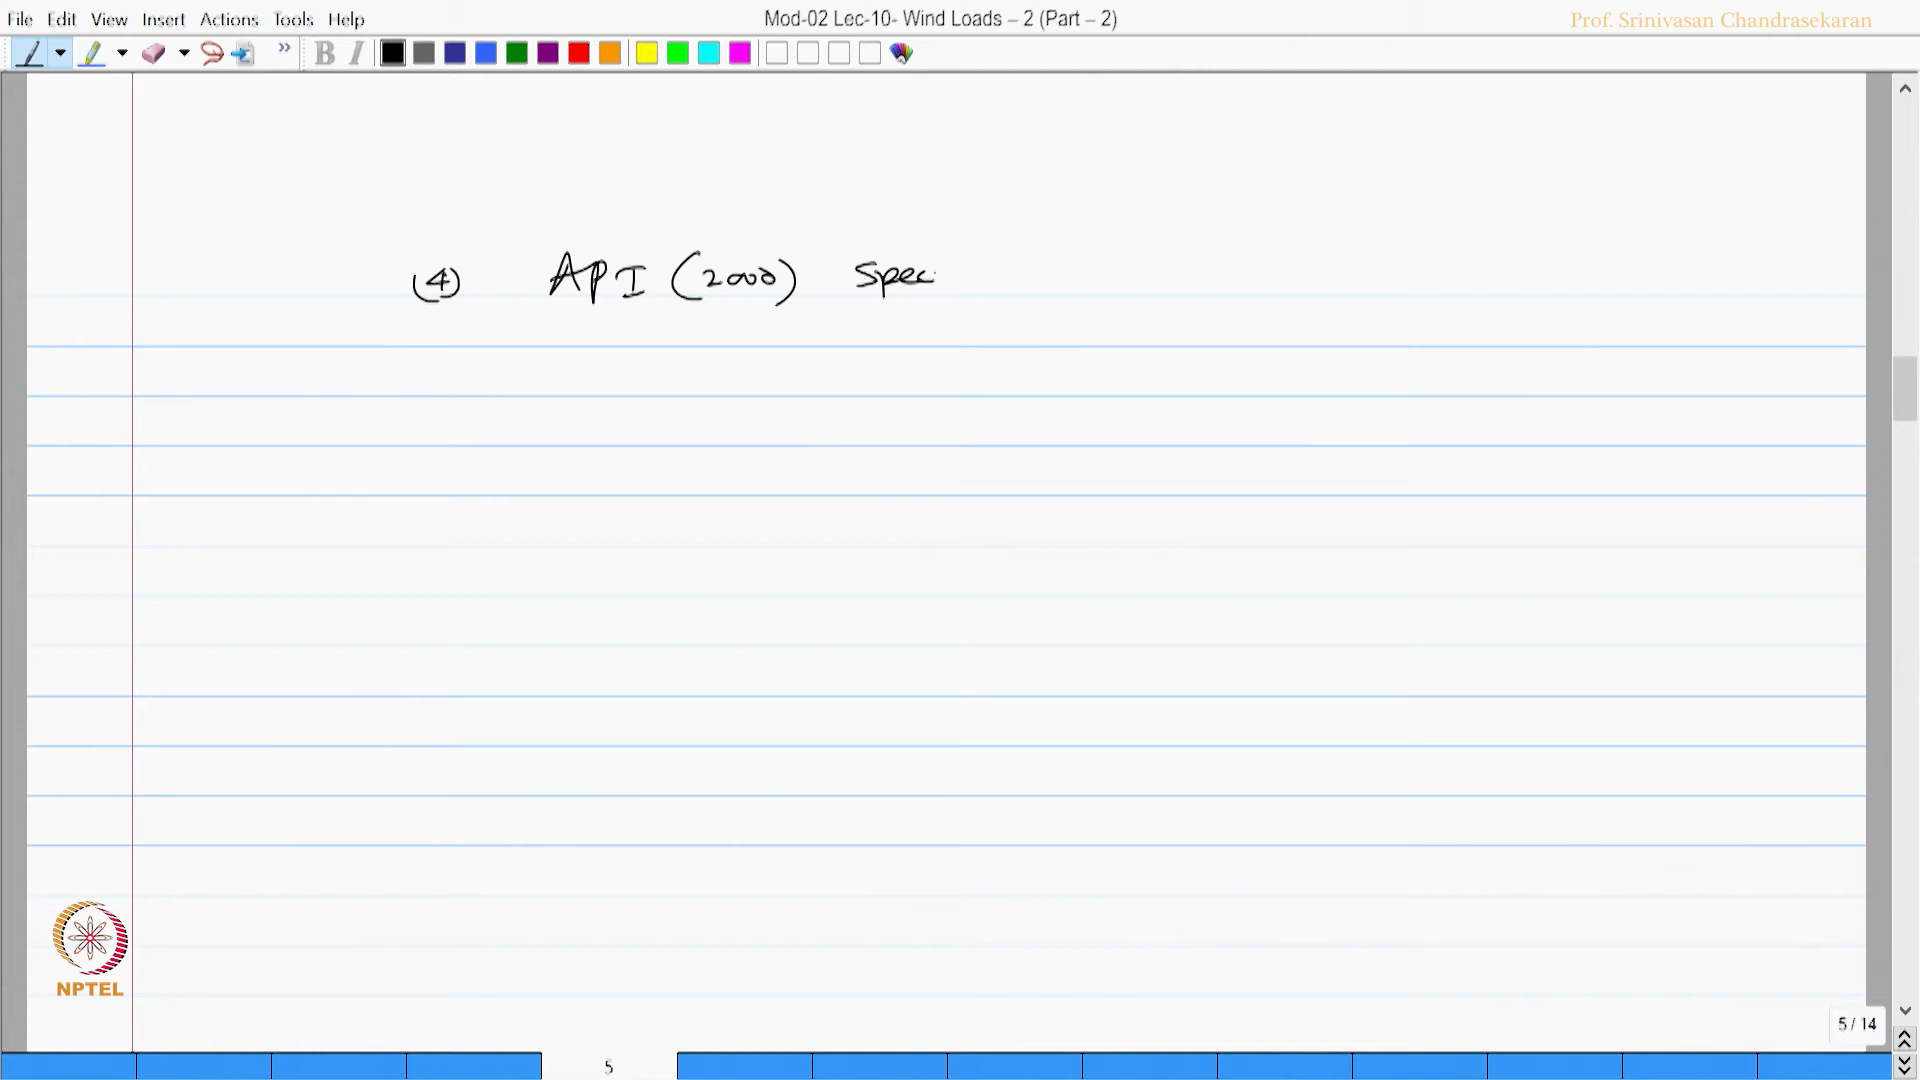 File Edit View Insert Actions Tools Help
Mod-02 Lec-10- Wind Loads – 2 (Part – 2)
Prof. Srinivasan Chandrasekaran
B I
(4) API (2000) Spec
NPTEL
5 / 14
5